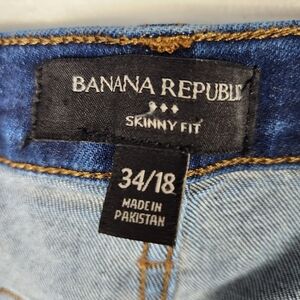 BANANA REPUBLIC
SKINNY FIT
34/18
MADE IN
PAKISTAN